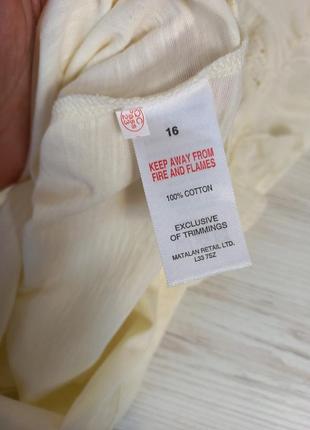 16
KEEP AWAY FROM
FIRE AND FLAMES
100% COTTON
EXCLUSIVE
OF TRIMMINGS
MATALAN RETAIL LTD.
L33 7SZ